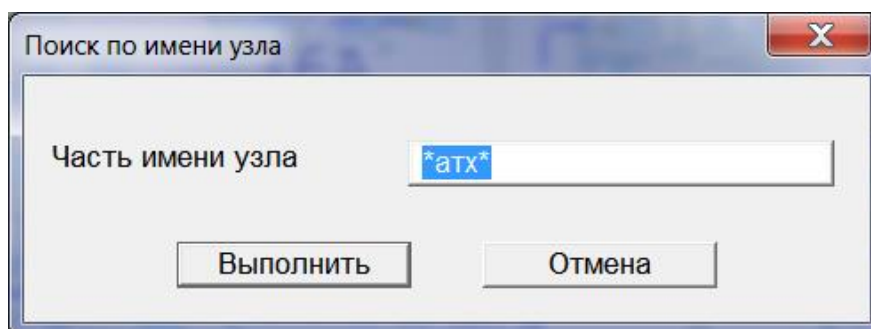 Поиск по имени узла
Часть имени узла *атх*
Выполнить Отмена